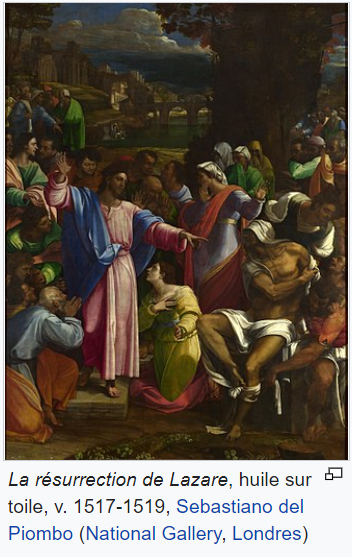 La résurrection de Lazare, huile sur
toile, v. 1517-1519, Sebastiano del
Piombo (National Gallery, Londres)